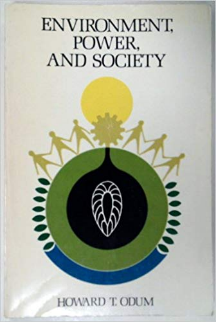 ENVIRONMENT,
POWER,
AND SOCIETY
HOWARD T. ODUM